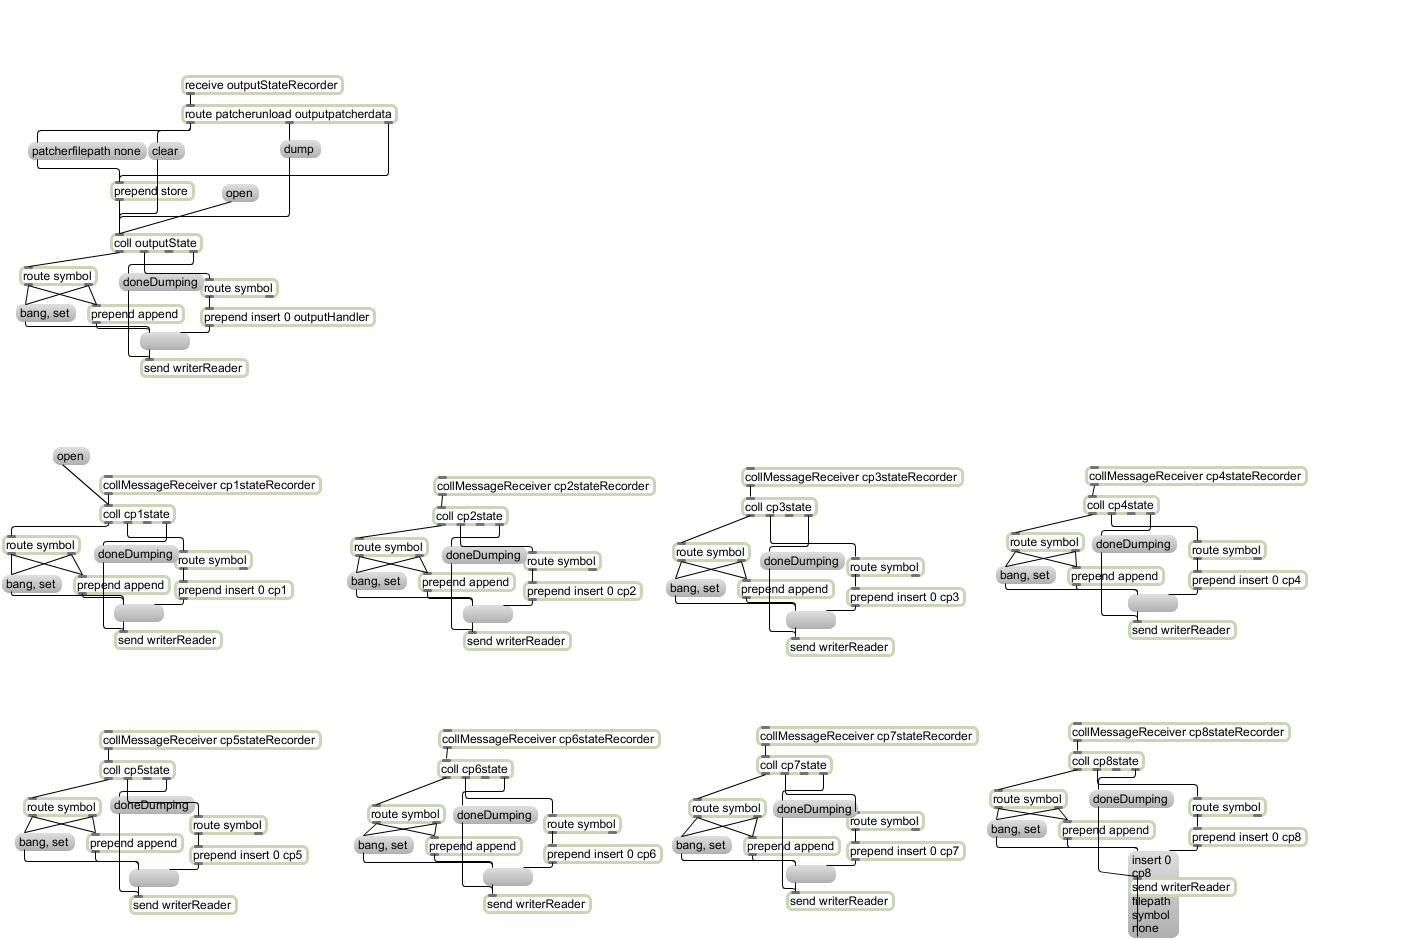 receive outputStateRecorder
route patcherunload outputpatcherdata
patcherfilepath none
clear
dump
prepend store
open
coll outputState
route symbol
doneDumping
route symbol
bang, set
prepend append
prepend insert 0 outputHandler
send writerReader
open
collMessageReceiver cp1stateRecorder
coll cp1state
route symbol
doneDumping
route symbol
bang, set
prepend append
prepend insert 0 cp1
send writerReader
collMessageReceiver cp2stateRecorder
coll cp2state
route symbol
doneDumping
route symbol
bang, set
prepend append
prepend insert 0 cp2
send writerReader
collMessageReceiver cp3stateRecorder
coll cp3state
route symbol
doneDumping
route symbol
bang, set
prepend append
prepend insert 0 cp3
send writerReader
collMessageReceiver cp4stateRecorder
coll cp4state
route symbol
doneDumping
route symbol
bang, set
prepend append
prepend insert 0 cp4
send writerReader
collMessageReceiver cp5stateRecorder
coll cp5state
route symbol
doneDumping
route symbol
bang, set
prepend append
prepend insert 0 cp5
send writerReader
collMessageReceiver cp6stateRecorder
coll cp6state
route symbol
doneDumping
route symbol
bang, set
prepend append
prepend insert 0 cp6
send writerReader
collMessageReceiver cp7stateRecorder
coll cp7state
route symbol
doneDumping
route symbol
bang, set
prepend append
prepend insert 0 cp7
send writerReader
collMessageReceiver cp8stateRecorder
coll cp8state
route symbol
doneDumping
route symbol
bang, set
prepend append
prepend insert 0 cp8
insert 0
cp8
send writerReader
filepath
symbol
none